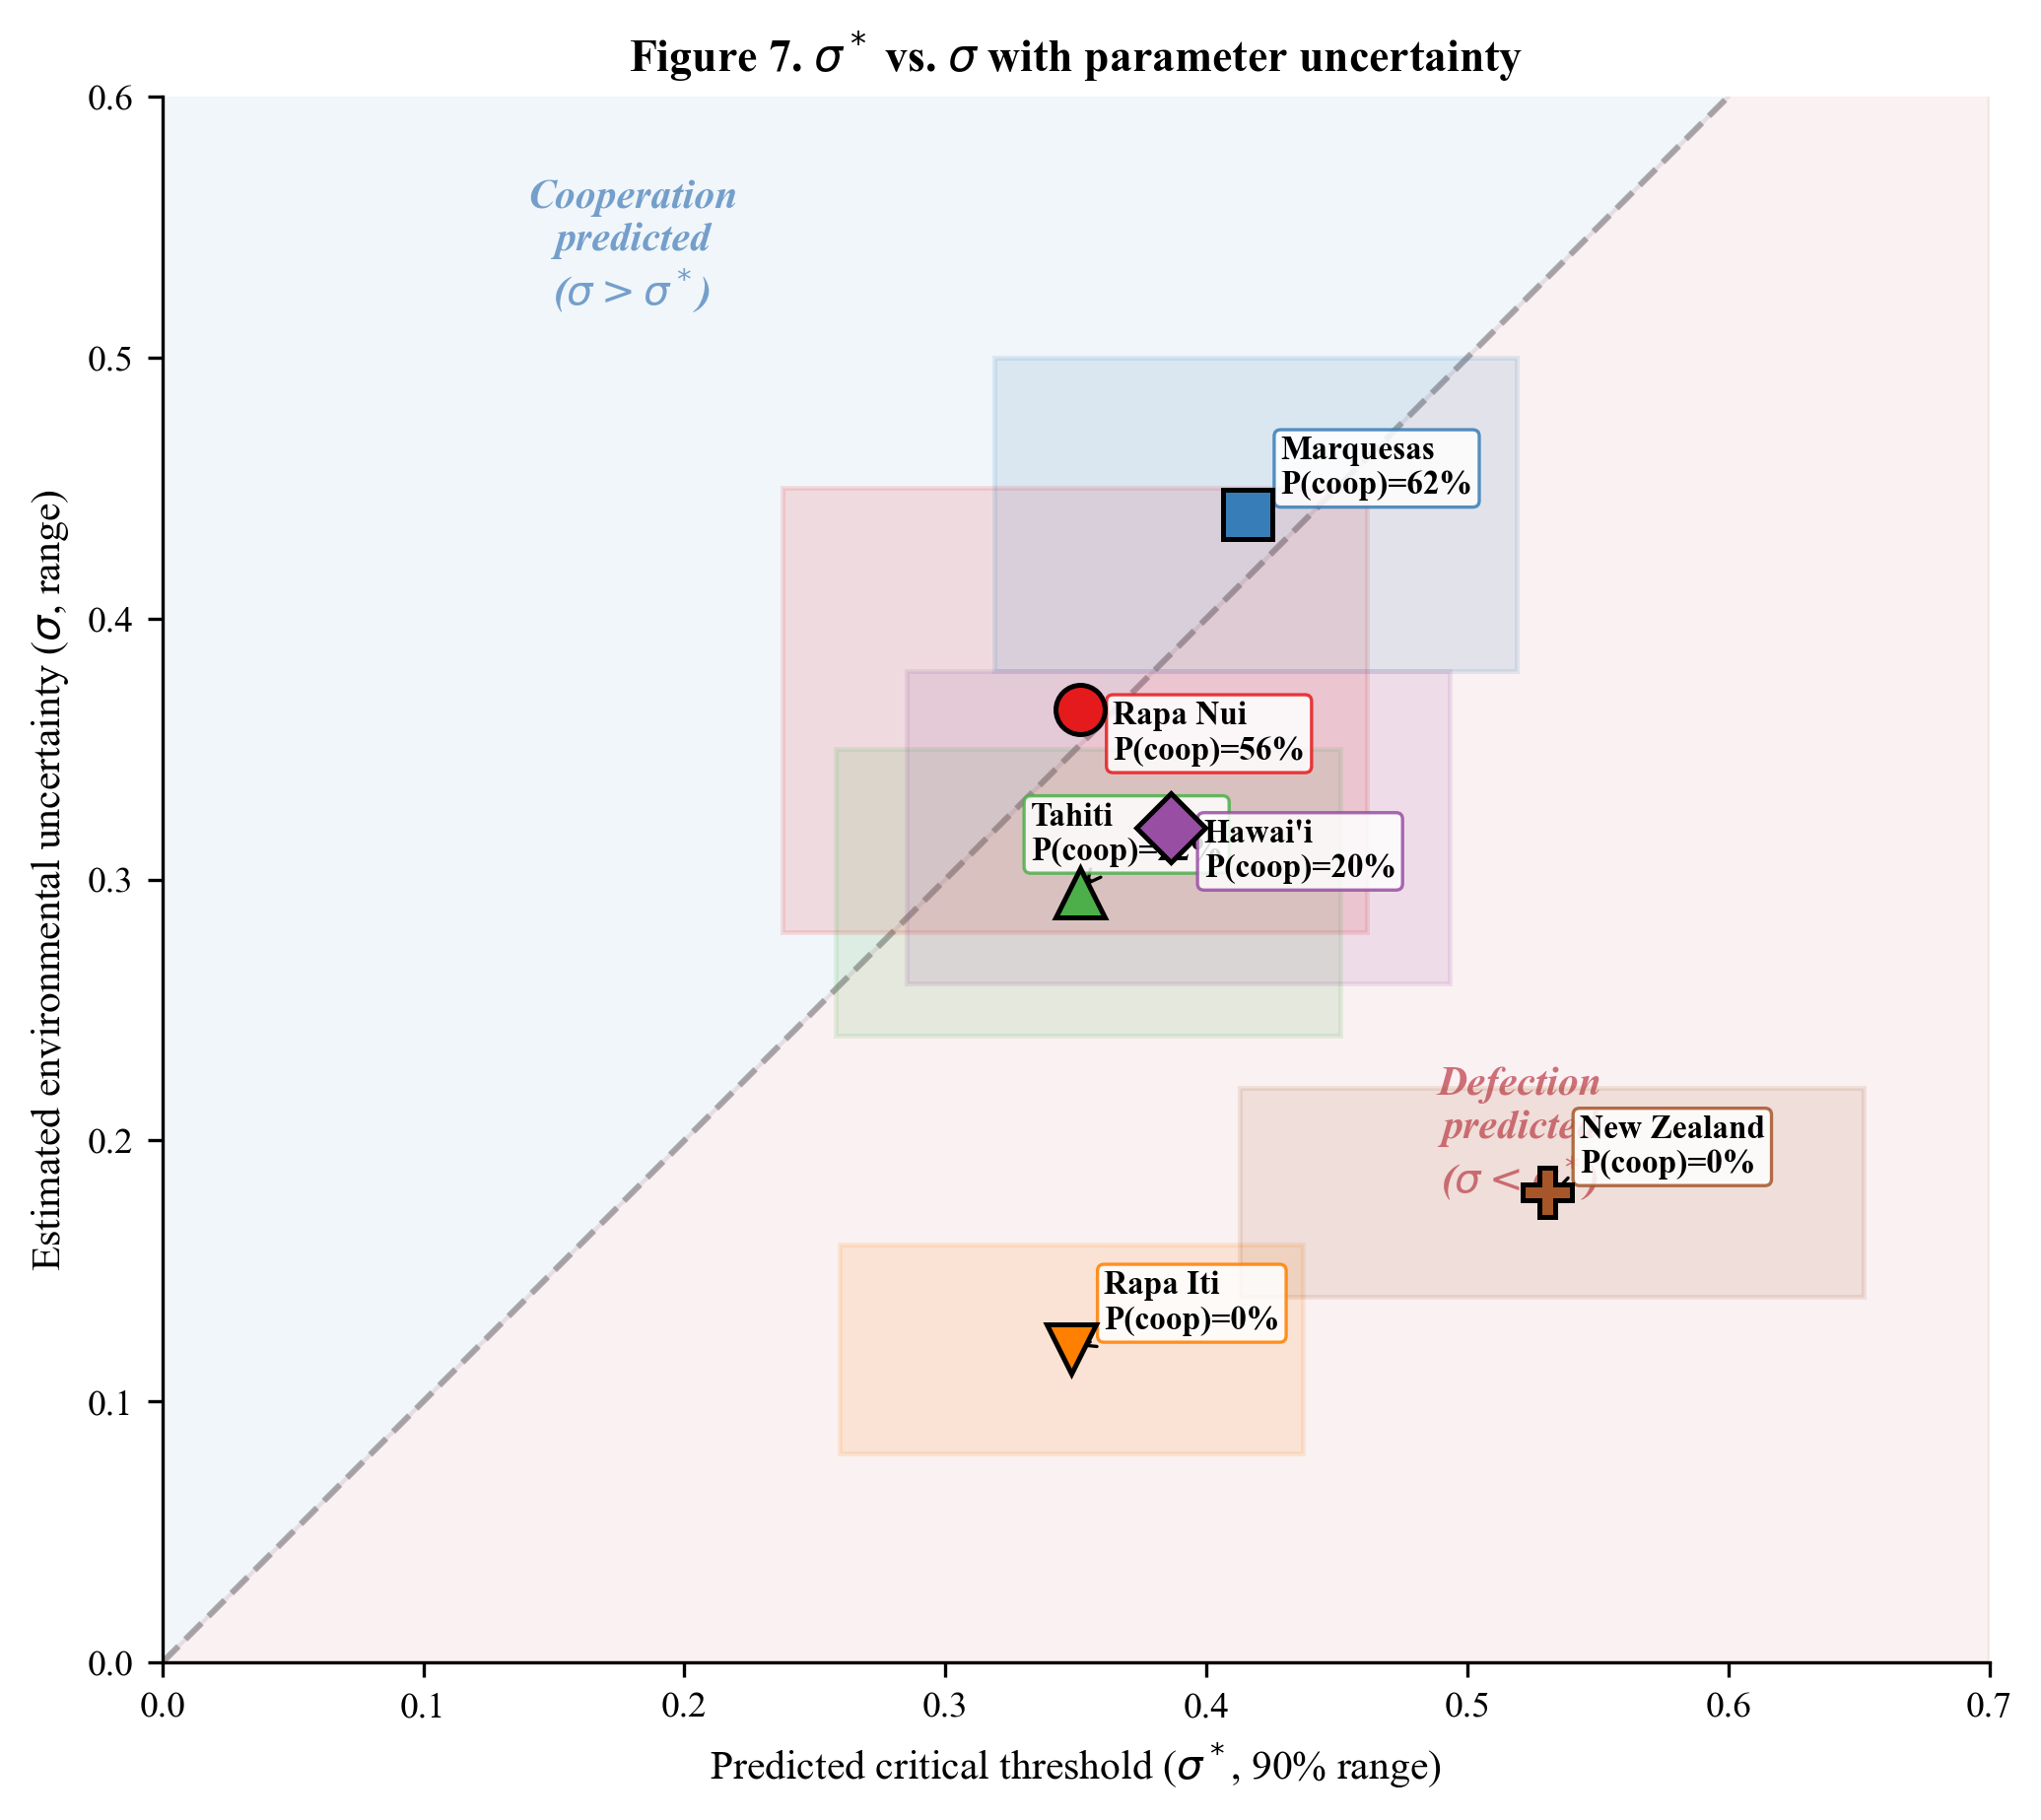 Figure 7. σ* vs. σ with parameter uncertainty
Estimated environmental uncertainty (σ, range)
0.6
0.5
0.4
0.3
0.2
0.1
0.0
Cooperation
predicted
(σ > σ*)
Marquesas
P(coop)=62%
Rapa Nui
P(coop)=56%
Tahiti
Hawai'i
P(coop)=20%
Defection
(σ <
New Zealand
P(coop)=0%
Rapa Iti
P(coop)=0%
0.0 0.1 0.2 0.3 0.4 0.5 0.6 0.7
Predicted critical threshold (σ*, 90% range)